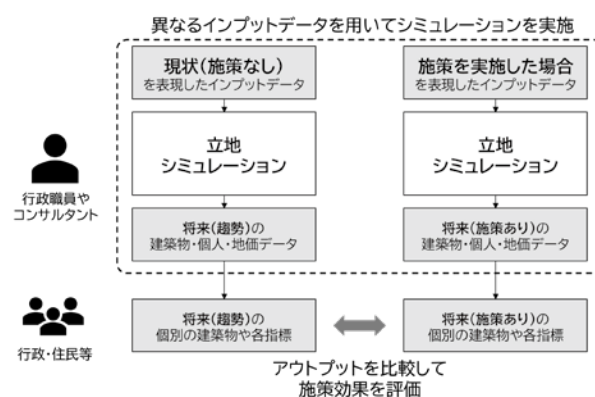 異なるインプットデータを用いてシミュレーションを実施
現状(施策なし)
を表現したインプットデータ
施策を実施した場合
を表現したインプットデータ
立地
シミュレーション
立地
シミュレーション
行政職員や
コンサルタント
将来(趨勢)の
建築物・個人・地価データ
将来(施策あり)の
建築物・個人・地価データ
将来(趨勢)の
個別の建築物や各指標
将来(施策あり)の
個別の建築物や各指標
行政・住民等
アウトプットを比較して
施策効果を評価